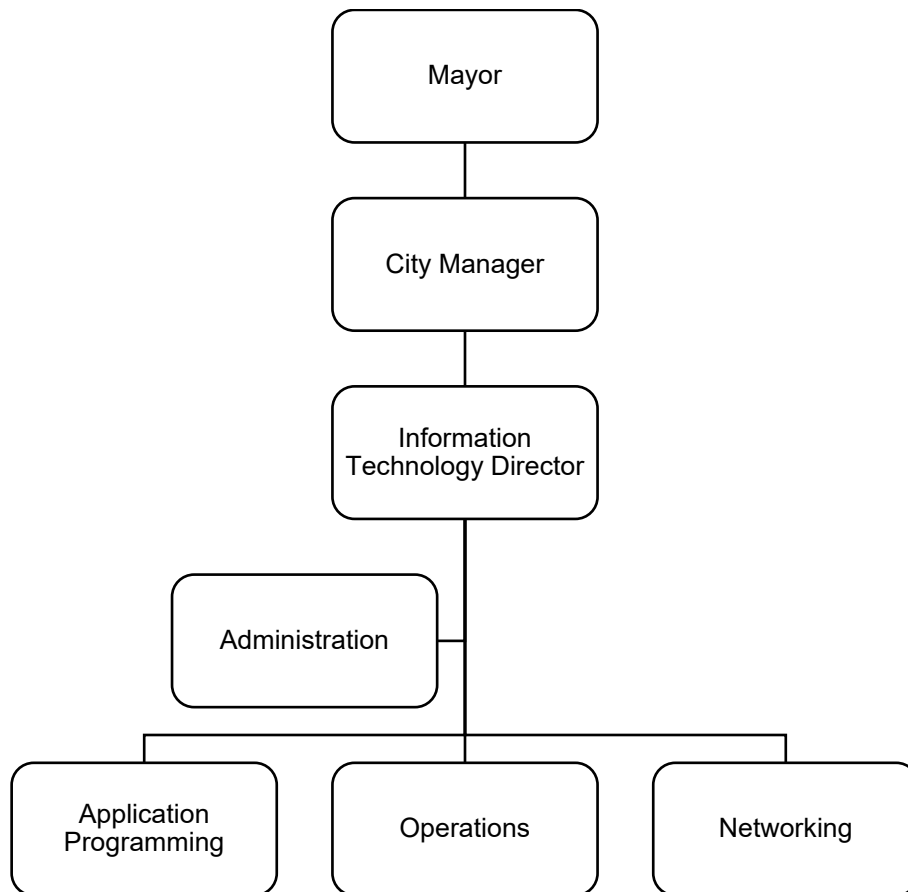 Mayor
City Manager
Information
Technology Director
Administration
Application
Programming
Operations
Networking